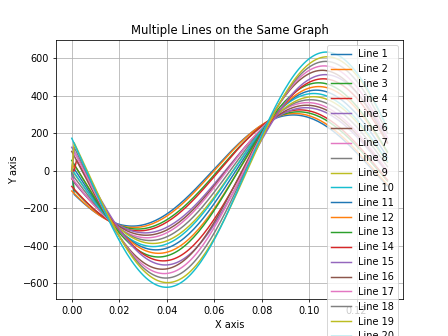 Multiple Lines on the Same Graph
Y axis
600
400
200
0
−200
−400
−600
0.00
0.02
0.04
0.06
0.08
0.10
X axis
Line 1
Line 2
Line 3
Line 4
Line 5
Line 6
Line 7
Line 8
Line 9
Line 10
Line 11
Line 12
Line 13
Line 14
Line 15
Line 16
Line 17
Line 18
Line 19
Line 20